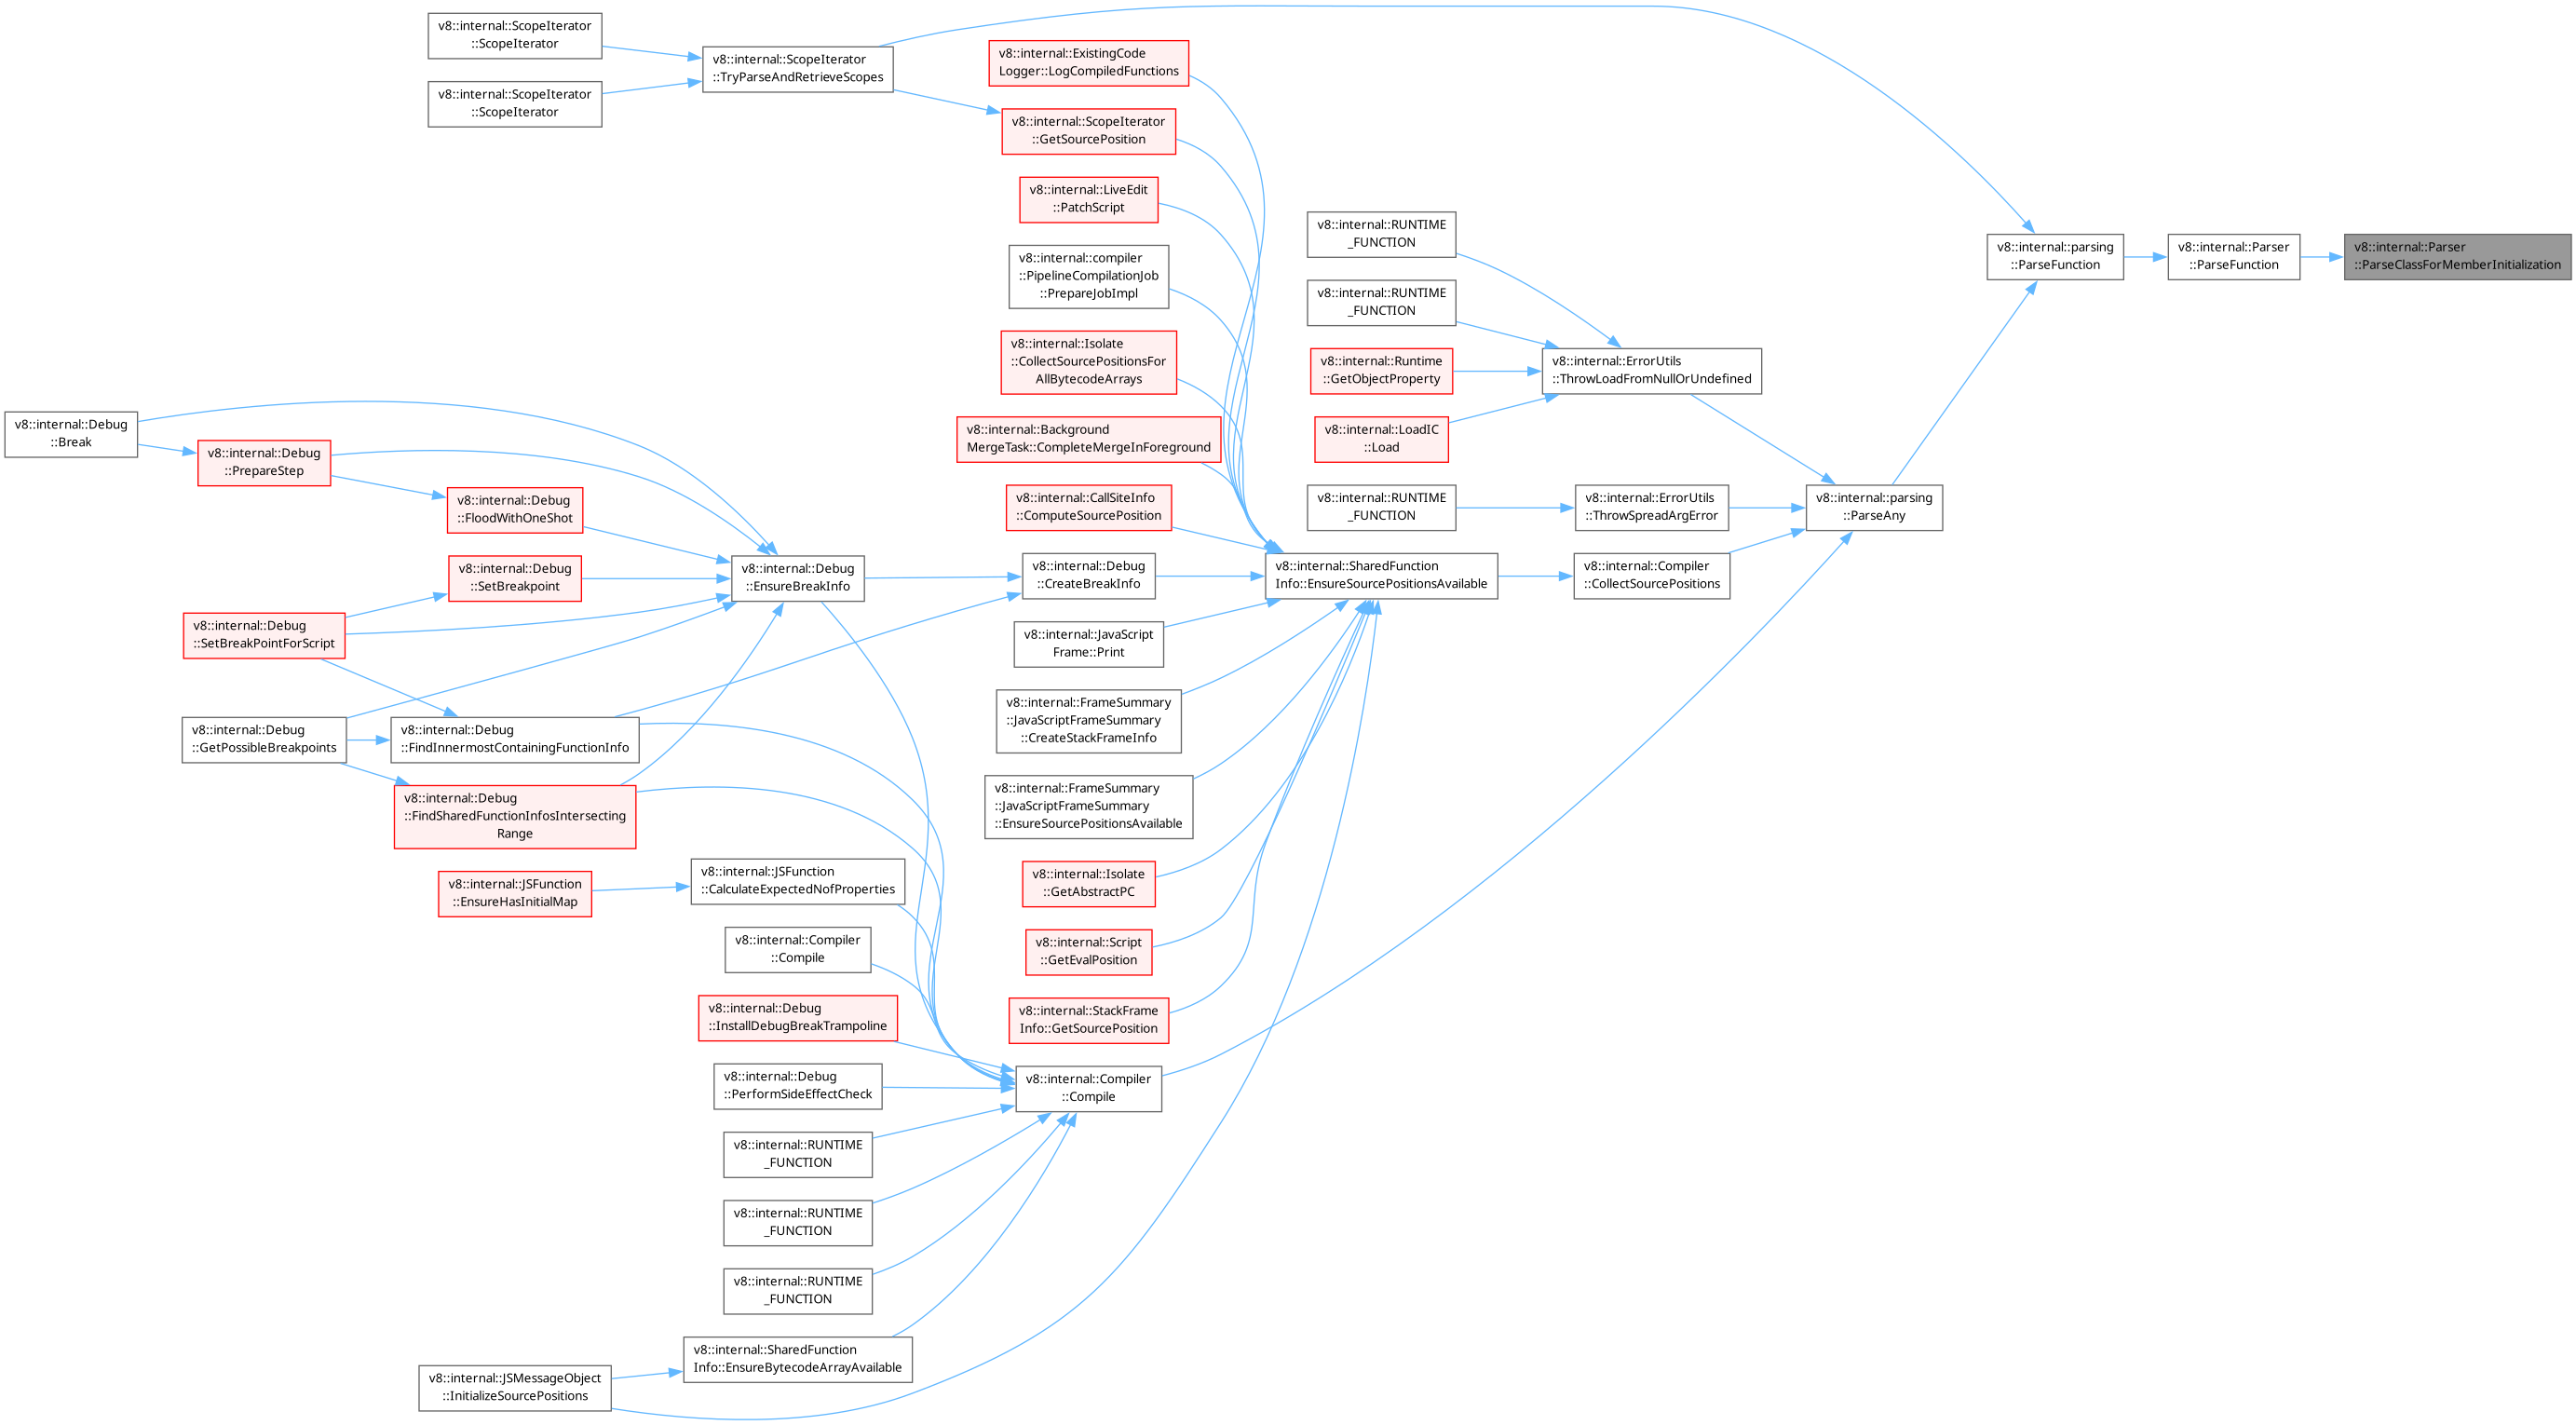 v8::internal::ScopeIterator
::ScopeIterator
v8::internal::ScopeIterator
::ScopeIterator
v8::internal::ScopeIterator
::TryParseAndRetrieveScopes
v8::internal::ExistingCode
Logger::LogCompiledFunctions
v8::internal::ScopeIterator
::GetSourcePosition
v8::internal::LiveEdit
::PatchScript
v8::internal::compiler
::PipelineCompilationJob
::PrepareJobImpl
v8::internal::Isolate
::CollectSourcePositionsFor
AllBytecodeArrays
v8::internal::Background
MergeTask::CompleteMergeInForeground
v8::internal::CallSiteInfo
::ComputeSourcePosition
v8::internal::Debug
::CreateBreakInfo
v8::internal::JavaScript
Frame::Print
v8::internal::FrameSummary
::JavaScriptFrameSummary
::CreateStackFrameInfo
v8::internal::FrameSummary
::JavaScriptFrameSummary
::EnsureSourcePositionsAvailable
v8::internal::Isolate
::GetAbstractPC
v8::internal::Script
::GetEvalPosition
v8::internal::StackFrame
Info::GetSourcePosition
v8::internal::Compiler
::Compile
v8::internal::RUNTIME
_FUNCTION
v8::internal::RUNTIME
_FUNCTION
v8::internal::Runtime
::GetObjectProperty
v8::internal::LoadIC
::Load
v8::internal::RUNTIME
_FUNCTION
v8::internal::SharedFunction
Info::EnsureSourcePositionsAvailable
v8::internal::ErrorUtils
::ThrowLoadFromNullOrUndefined
v8::internal::ErrorUtils
::ThrowSpreadArgError
v8::internal::Compiler
::CollectSourcePositions
v8::internal::parsing
::ParseAny
v8::internal::parsing
::ParseFunction
v8::internal::Parser
::ParseFunction
v8::internal::Parser
::ParseClassForMemberInitialization
v8::internal::Debug
::Break
v8::internal::Debug
::PrepareStep
v8::internal::Debug
::FloodWithOneShot
v8::internal::Debug
::SetBreakpoint
v8::internal::Debug
::EnsureBreakInfo
v8::internal::Debug
::SetBreakPointForScript
v8::internal::Debug
::GetPossibleBreakpoints
v8::internal::Debug
::FindInnermostContainingFunctionInfo
v8::internal::Debug
::FindSharedFunctionInfosIntersecting
Range
v8::internal::JSFunction
::EnsureHasInitialMap
v8::internal::JSFunction
::CalculateExpectedNofProperties
v8::internal::Compiler
::Compile
v8::internal::Debug
::InstallDebugBreakTrampoline
v8::internal::Debug
::PerformSideEffectCheck
v8::internal::RUNTIME
_FUNCTION
v8::internal::RUNTIME
_FUNCTION
v8::internal::RUNTIME
_FUNCTION
v8::internal::SharedFunction
Info::EnsureBytecodeArrayAvailable
v8::internal::JSMessageObject
::InitializeSourcePositions